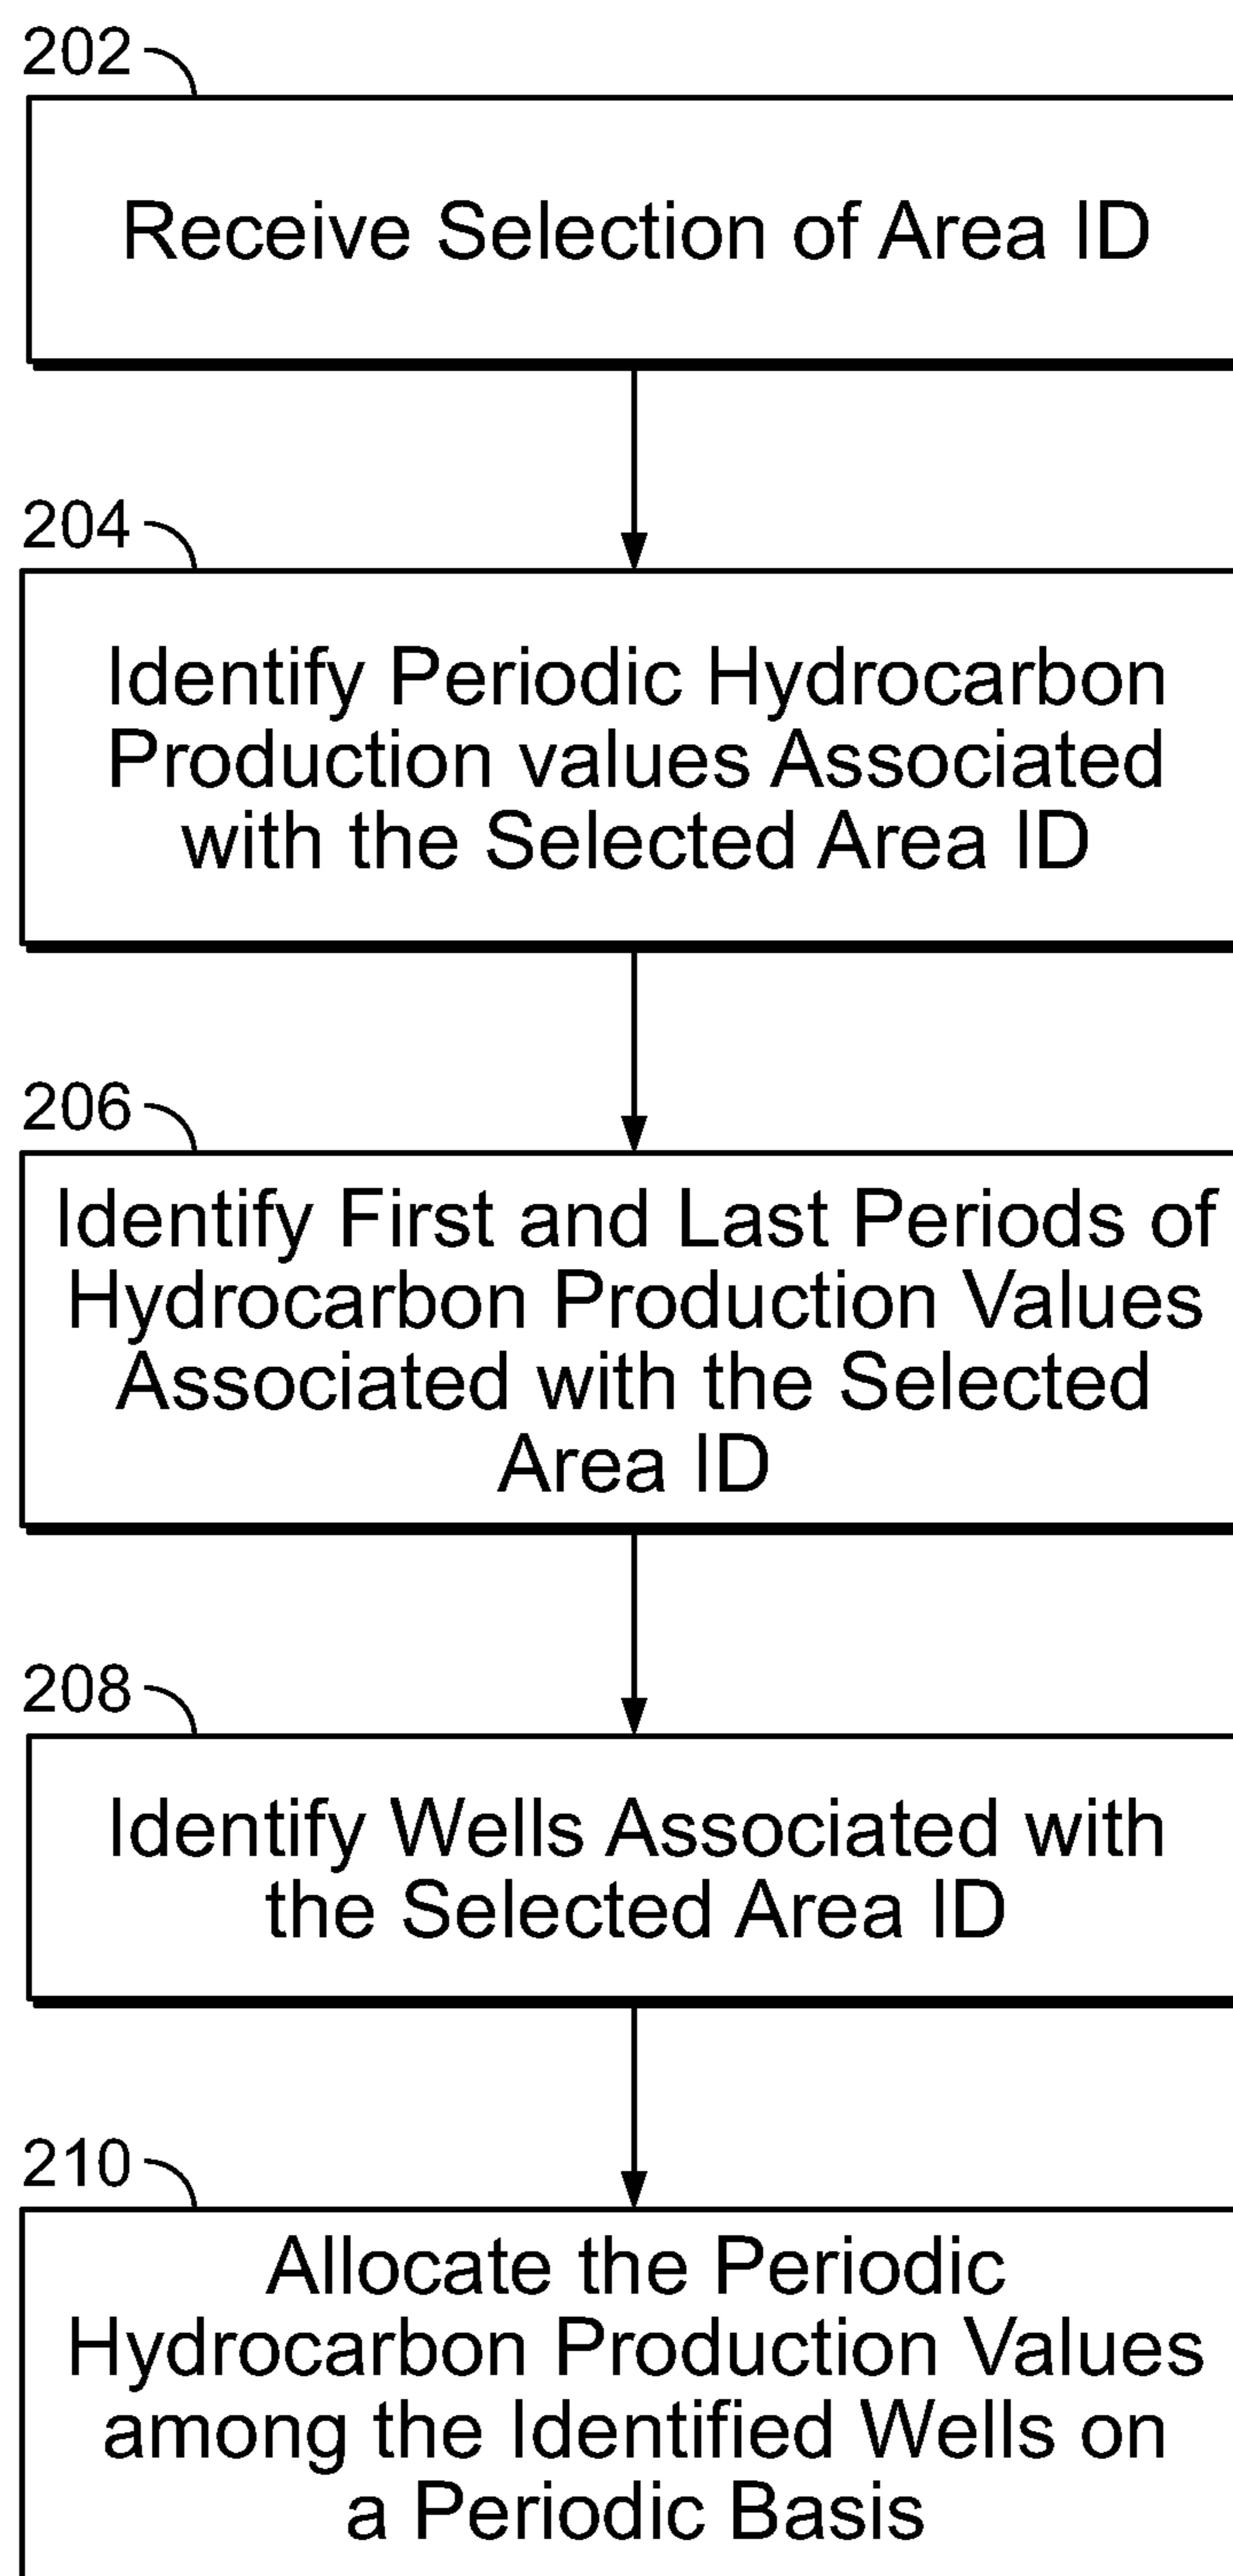 202
Receive Selection of Area ID
204
Identify Periodic Hydrocarbon
Production values Associated
with the Selected Area ID
206
Identify First and Last Periods of
Hydrocarbon Production Values
Associated with the Selected
Area ID
208
Identify Wells Associated with
the Selected Area ID
210
Allocate the Periodic
Hydrocarbon Production Values
among the Identified Wells on
a Periodic Basis